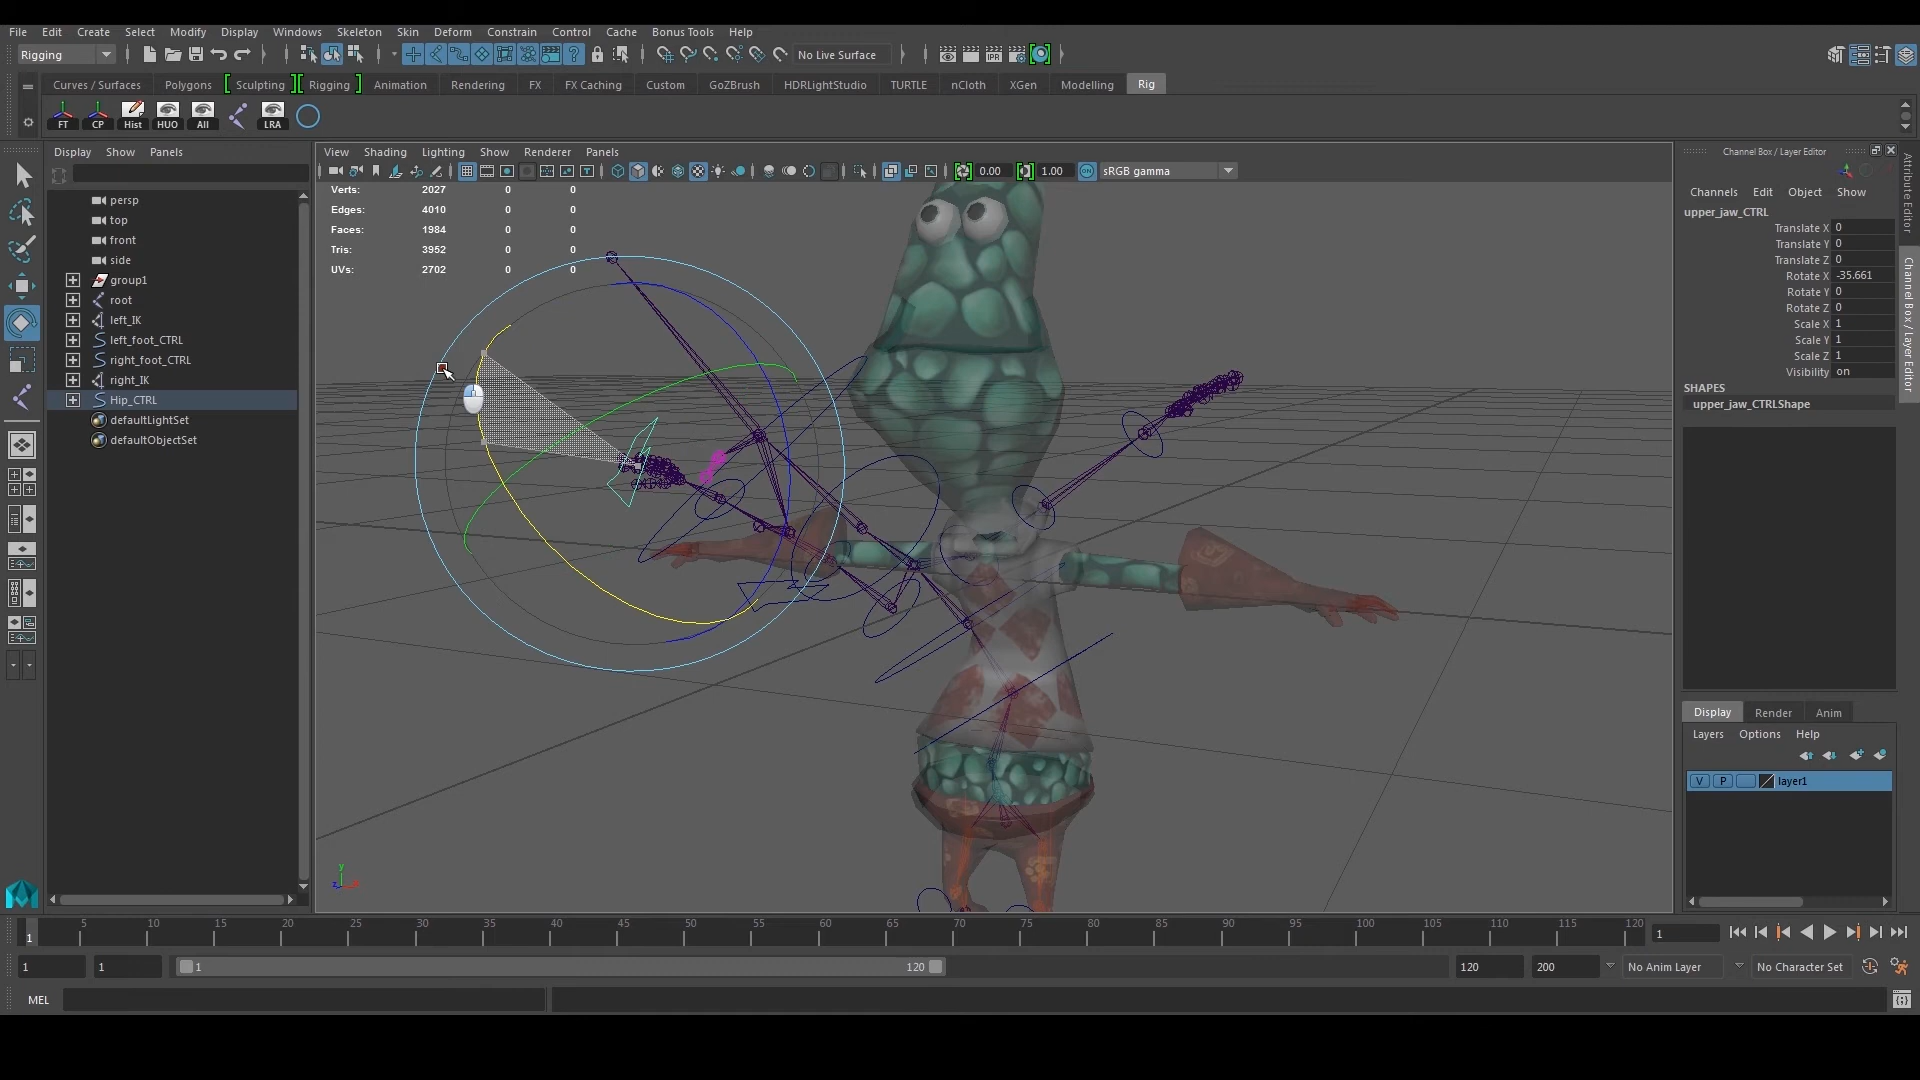 File Edit Create Select Modify Display Windows Skeleton Skin Deform Constrain Control Cache Bonus Tools Help
Rigging No Live Surface
Curves / Surfaces Polygons Sculpting Rigging Animation Rendering FX FX Caching Custom GoZBrush HDRLightStudio TURTLE nCloth XGen Modelling Rig
FT CP Hist HUO All LRA
Display Show Panels
View Shading Lighting Show Renderer Panels
0.00 1.00 sRGB gamma
persp
top
front
side
group1
root
left_IK
left_foot_CTRL
right_foot_CTRL
right_IK
Hip_CTRL
defaultLightSet
defaultObjectSet
Verts: 2027 0 0
Edges: 4010 0 0
Faces: 1984 0 0
Tris: 3952 0 0
UVs: 2702 0 0
y
z
Channel Box / Layer Editor
Channels Edit Object Show
upper_jaw_CTRL
Translate X 0
Translate Y 0
Translate Z 0
Rotate X -35.661
Rotate Y 0
Rotate Z 0
Scale X 1
Scale Y 1
Scale Z 1
Visibility on
SHAPES
upper_jaw_CTRLShape
Attribute Editor
Channel Box / Layer Editor
Display Render Anim
Layers Options Help
V P layer1
5 10 15 20 25 30 35 40 45 50 55 60 65 70 75 80 85 90 95 100 105 110 115 120
1 1
1 1 1 120 120 200 No Anim Layer No Character Set
MEL